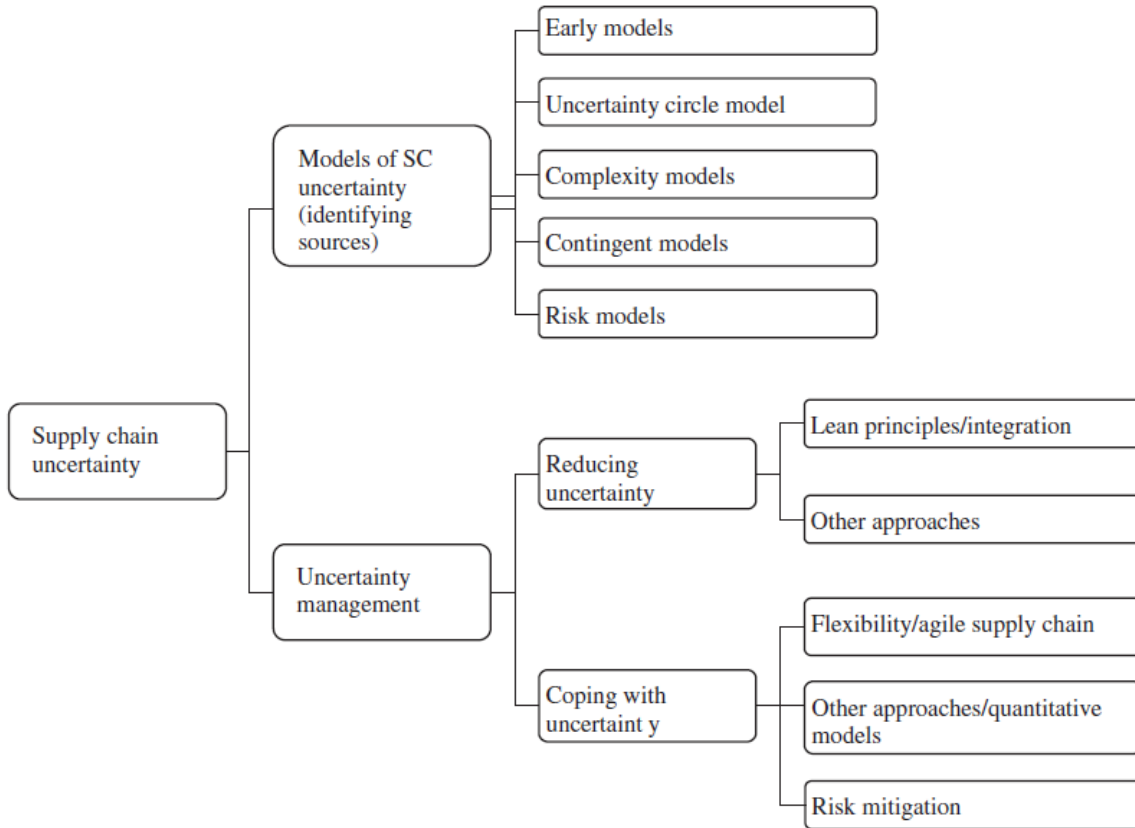 Early models
Uncertainty circle model
Models of SC
uncertainty
(identifying
sources)
Complexity models
Contingent models
Risk models
Supply chain
uncertainty
Lean principles/integration
Reducing
uncertainty
Other approaches
Uncertainty
management
Flexibility/agile supply chain
Coping with
uncertaint y
Other approaches/quantitative
models
Risk mitigation